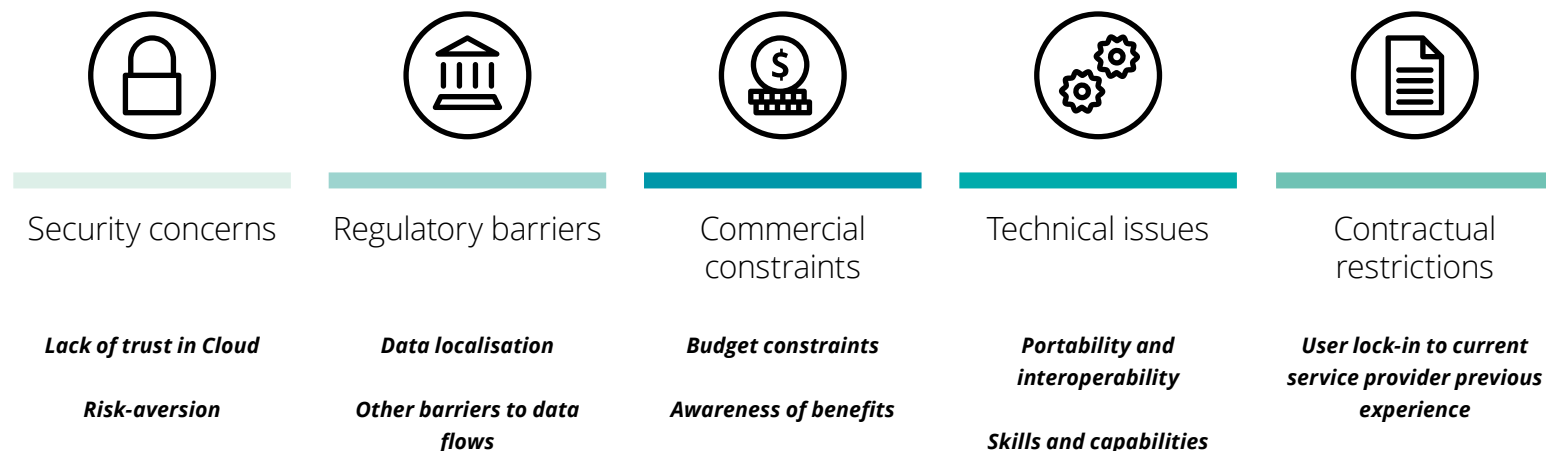 $
Security concerns
Lack of trust in Cloud
Risk-aversion
Regulatory barriers
Data localisation
Other barriers to data
flows
Commercial
constraints
Budget constraints
Awareness of benefits
Technical issues
Portability and
interoperability
Skills and capabilities
Contractual
restrictions
User lock-in to current
service provider previous
experience